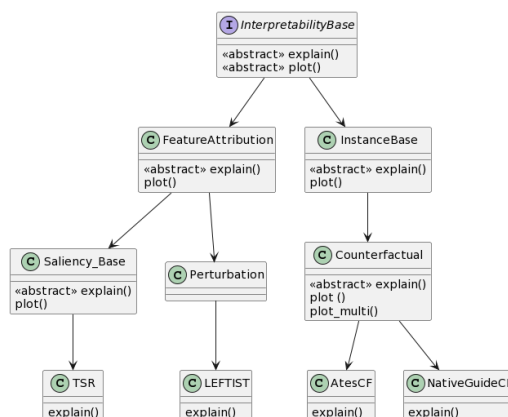 I InterpretabilityBase
«abstract» explain()
«abstract» plot()
C FeatureAttribution
«abstract» explain()
plot()
C InstanceBase
«abstract» explain()
plot()
C Saliency_Base
«abstract» explain()
plot()
C Perturbation
C Counterfactual
«abstract» explain()
plot ()
plot_multi()
C TSR
explain()
C LEFTIST
explain()
C AtesCF
explain()
C NativeGuideCF
explain()